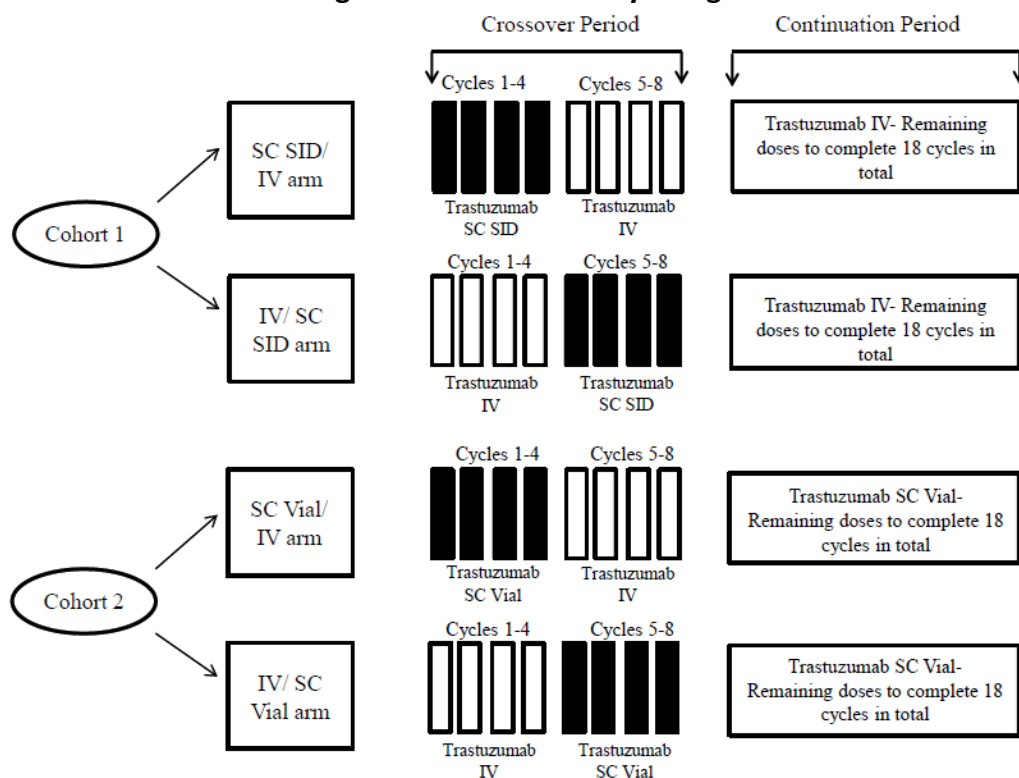 Crossover Period
Continuation Period
Cycles 1-4
Cycles 5-8
SC SID/
IV arm
Trastuzumab
SC SID
Trastuzumab
IV
Trastuzumab IV- Remaining
doses to complete 18 cycles in
total
Cohort 1
Cycles 1-4
Cycles 5-8
IV/ SC
SID arm
Trastuzumab
IV
Trastuzumab
SC SID
Trastuzumab IV- Remaining
doses to complete 18 cycles in
total
Cycles 1-4
Cycles 5-8
SC Vial/
IV arm
Trastuzumab
SC Vial
Trastuzumab
IV
Trastuzumab SC Vial-
Remaining doses to complete 18
cycles in total
Cohort 2
Cycles 1-4
Cycles 5-8
IV/ SC
Vial arm
Trastuzumab
IV
Trastuzumab
SC Vial
Trastuzumab SC Vial-
Remaining doses to complete 18
cycles in total